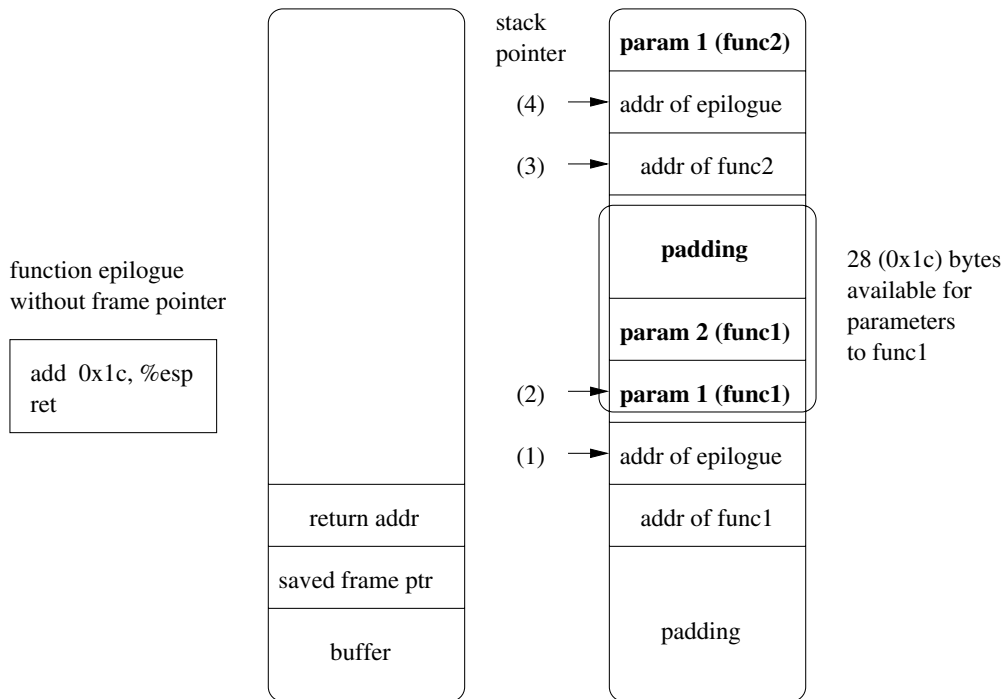 stack
pointer
param 1 (func2)
(4)
addr of epilogue
(3)
addr of func2
padding
28 (0x1c) bytes
available for
parameters
to func1
function epilogue
without frame pointer
param 2 (func1)
add 0x1c, %esp
ret
(2)
param 1 (func1)
(1)
addr of epilogue
return addr
addr of func1
saved frame ptr
padding
buffer